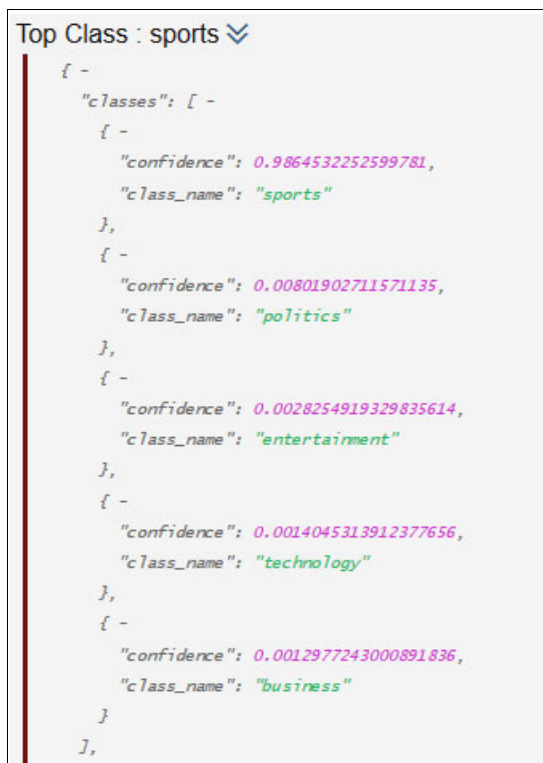 Top Class : sports
{ -
"classes": [ -
{ -
"confidence": 0.9864532252599781,
"class_name": "sports"
},
{ -
"confidence": 0.00801902711571135,
"class_name": "politics"
},
{ -
"confidence": 0.0028254919329835614,
"class_name": "entertainment"
},
{ -
"confidence": 0.0014045313912377656,
"class_name": "technology"
},
{ -
"confidence": 0.0012977243000891836,
"class_name": "business"
}
],